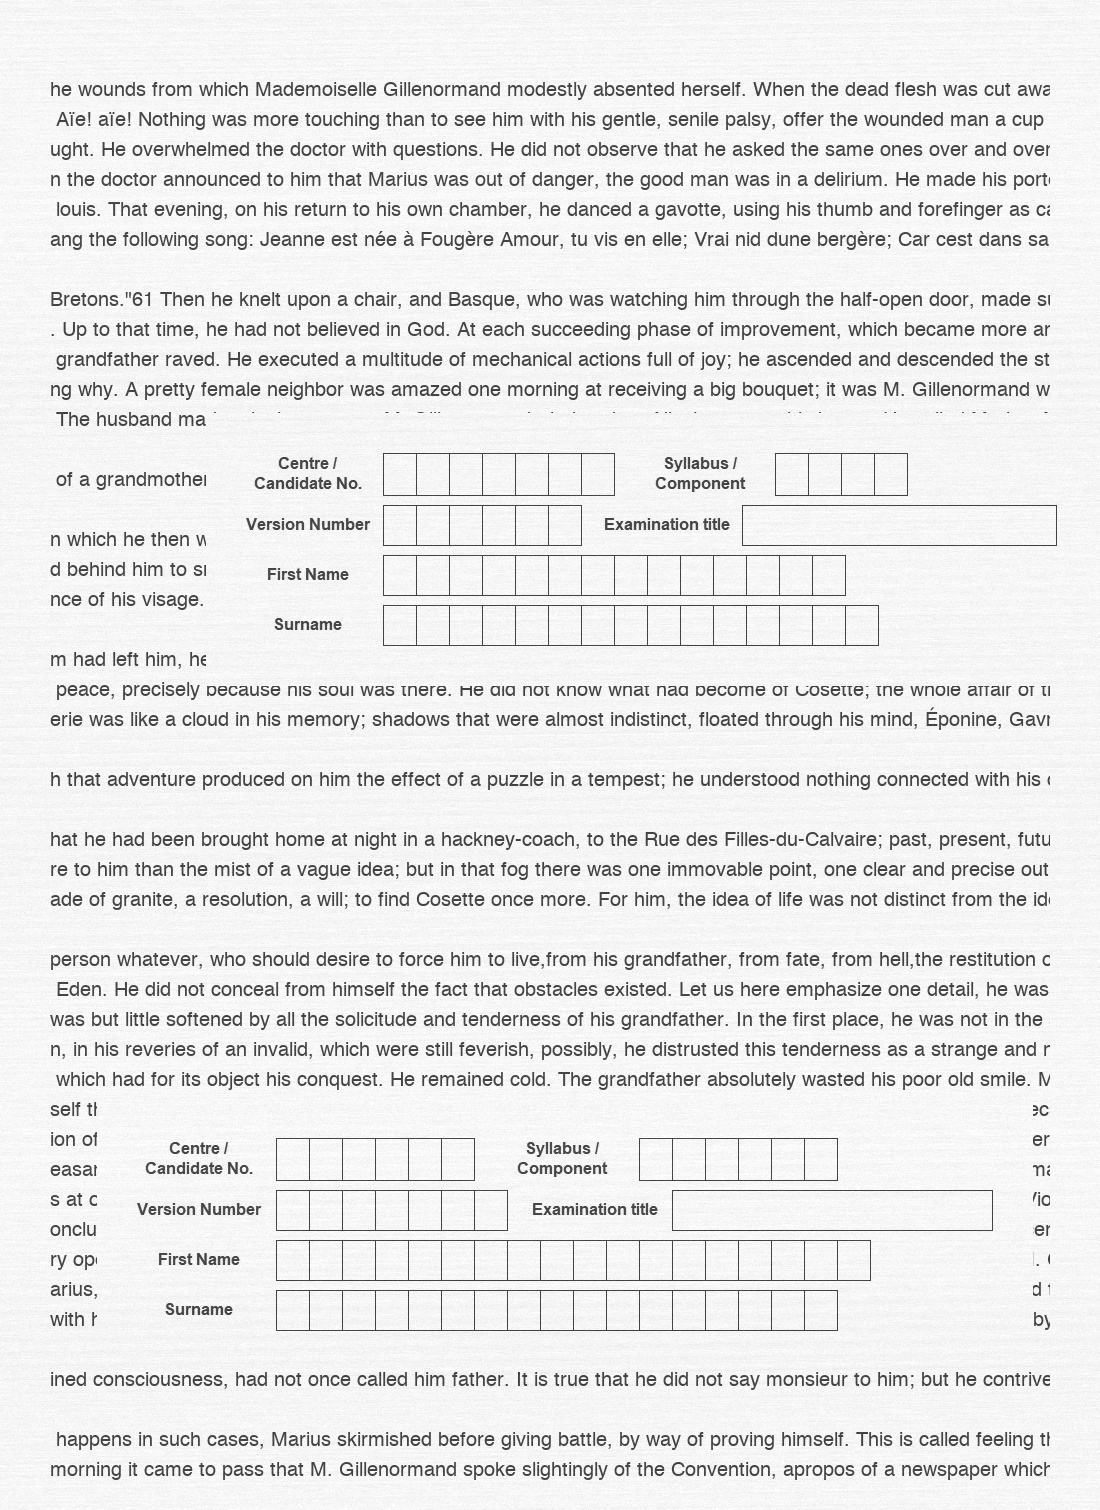 he wounds from which Mademoiselle Gillenormand modestly absented herself. When the dead flesh was cut
Aïe! aïe! Nothing was more touching than to see him with his gentle, senile palsy, offer the wounded man a cup
ught. He overwhelmed the doctor with questions. He did not observe that he asked the same ones over and over
n the doctor announced to him that Marius was out of danger, the good man was in a delirium. He made his
louis. That evening, on his return to his own chamber, he danced a gavotte, using his thumb and forefinger as
ang the following song: Jeanne est née à Fougère Amour, tu vis en elle; Vrai nid dune bergère; Car cest dans sa
Bretons."61 Then he knelt upon a chair, and Basque, who was watching him through the half-open door, made
. Up to that time, he had not believed in God. At each succeeding phase of improvement, which became more
grandfather raved. He executed a multitude of mechanical actions full of joy; he ascended and descended the st
ng why. A pretty female neighbor was amazed one morning at receiving a big bouquet; it was M. Gillenormand w
The husband ma
of a grandmother
Centre / Candidate No.
Syllabus / Component
Version Number
Examination title
n which he then
d behind him to
First Name
nce of his visage.
Surname
m had left him, he
peace, precisely because his soul was there. He did not know what had become of Cosette; the whole affair of
erie was like a cloud in his memory; shadows that were almost indistinct, floated through his mind, Éponine, Gavr
h that adventure produced on him the effect of a puzzle in a tempest; he understood nothing connected with his
hat he had been brought home at night in a hackney-coach, to the Rue des Filles-du-Calvaire; past, present, futu
re to him than the mist of a vague idea; but in that fog there was one immovable point, one clear and precise out
ade of granite, a resolution, a will; to find Cosette once more. For him, the idea of life was not distinct from the
person whatever, who should desire to force him to live,from his grandfather, from fate, from hell,the restitution
Eden. He did not conceal from himself the fact that obstacles existed. Let us here emphasize one detail, he was
was but little softened by all the solicitude and tenderness of his grandfather. In the first place, he was not in the
n, in his reveries of an invalid, which were still feverish, possibly, he distrusted this tenderness as a strange and
which had for its object his conquest. He remained cold. The grandfather absolutely wasted his poor old smile. M
self
ion of
Centre / Candidate No.
Syllabus / Component
s at
Version Number
Examination title
onclu
ry
First Name
arius,
Surname
with
by
ined consciousness, had not once called him father. It is true that he did not say monsieur to him; but he contrive
happens in such cases, Marius skirmished before giving battle, by way of proving himself. This is called feeling
morning it came to pass that M. Gillenormand spoke slightingly of the Convention, apropos of a newspaper which